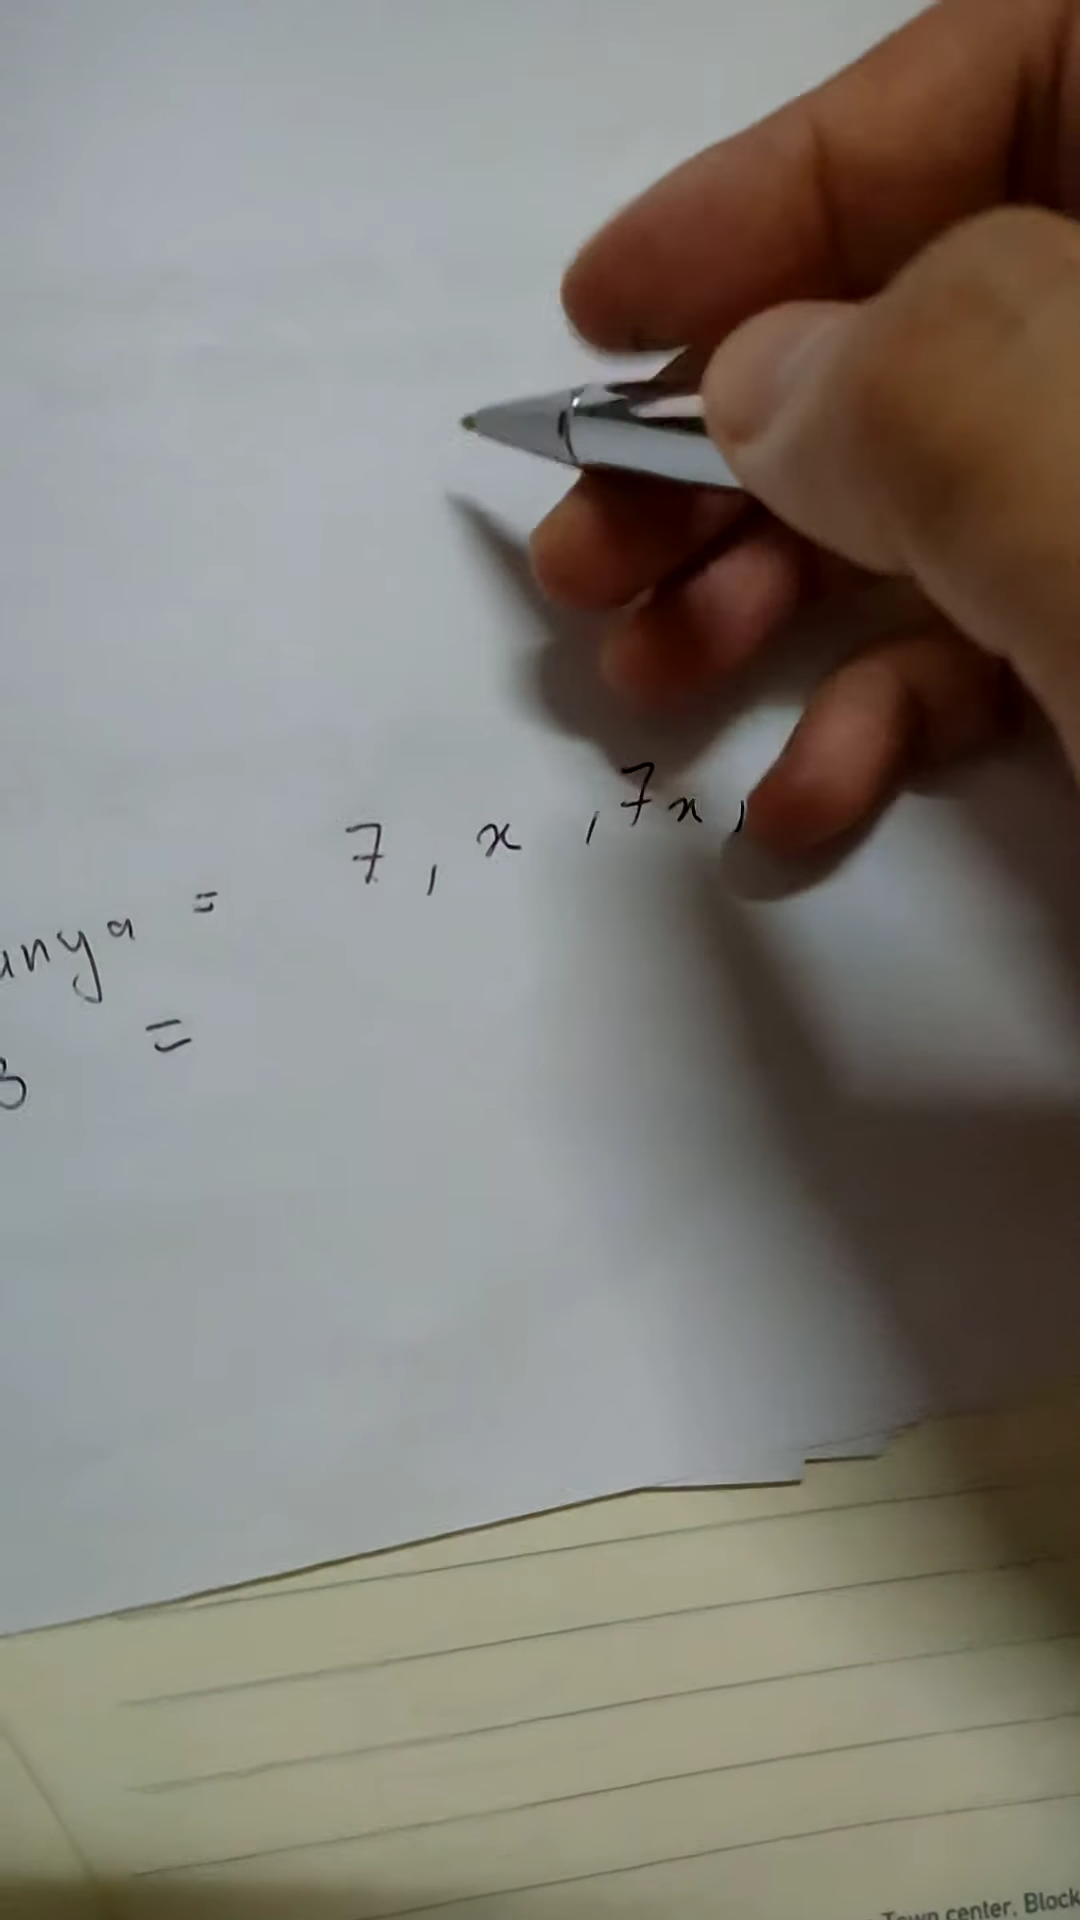 anya = 7, x, 7x,
3 =
Town center. Block